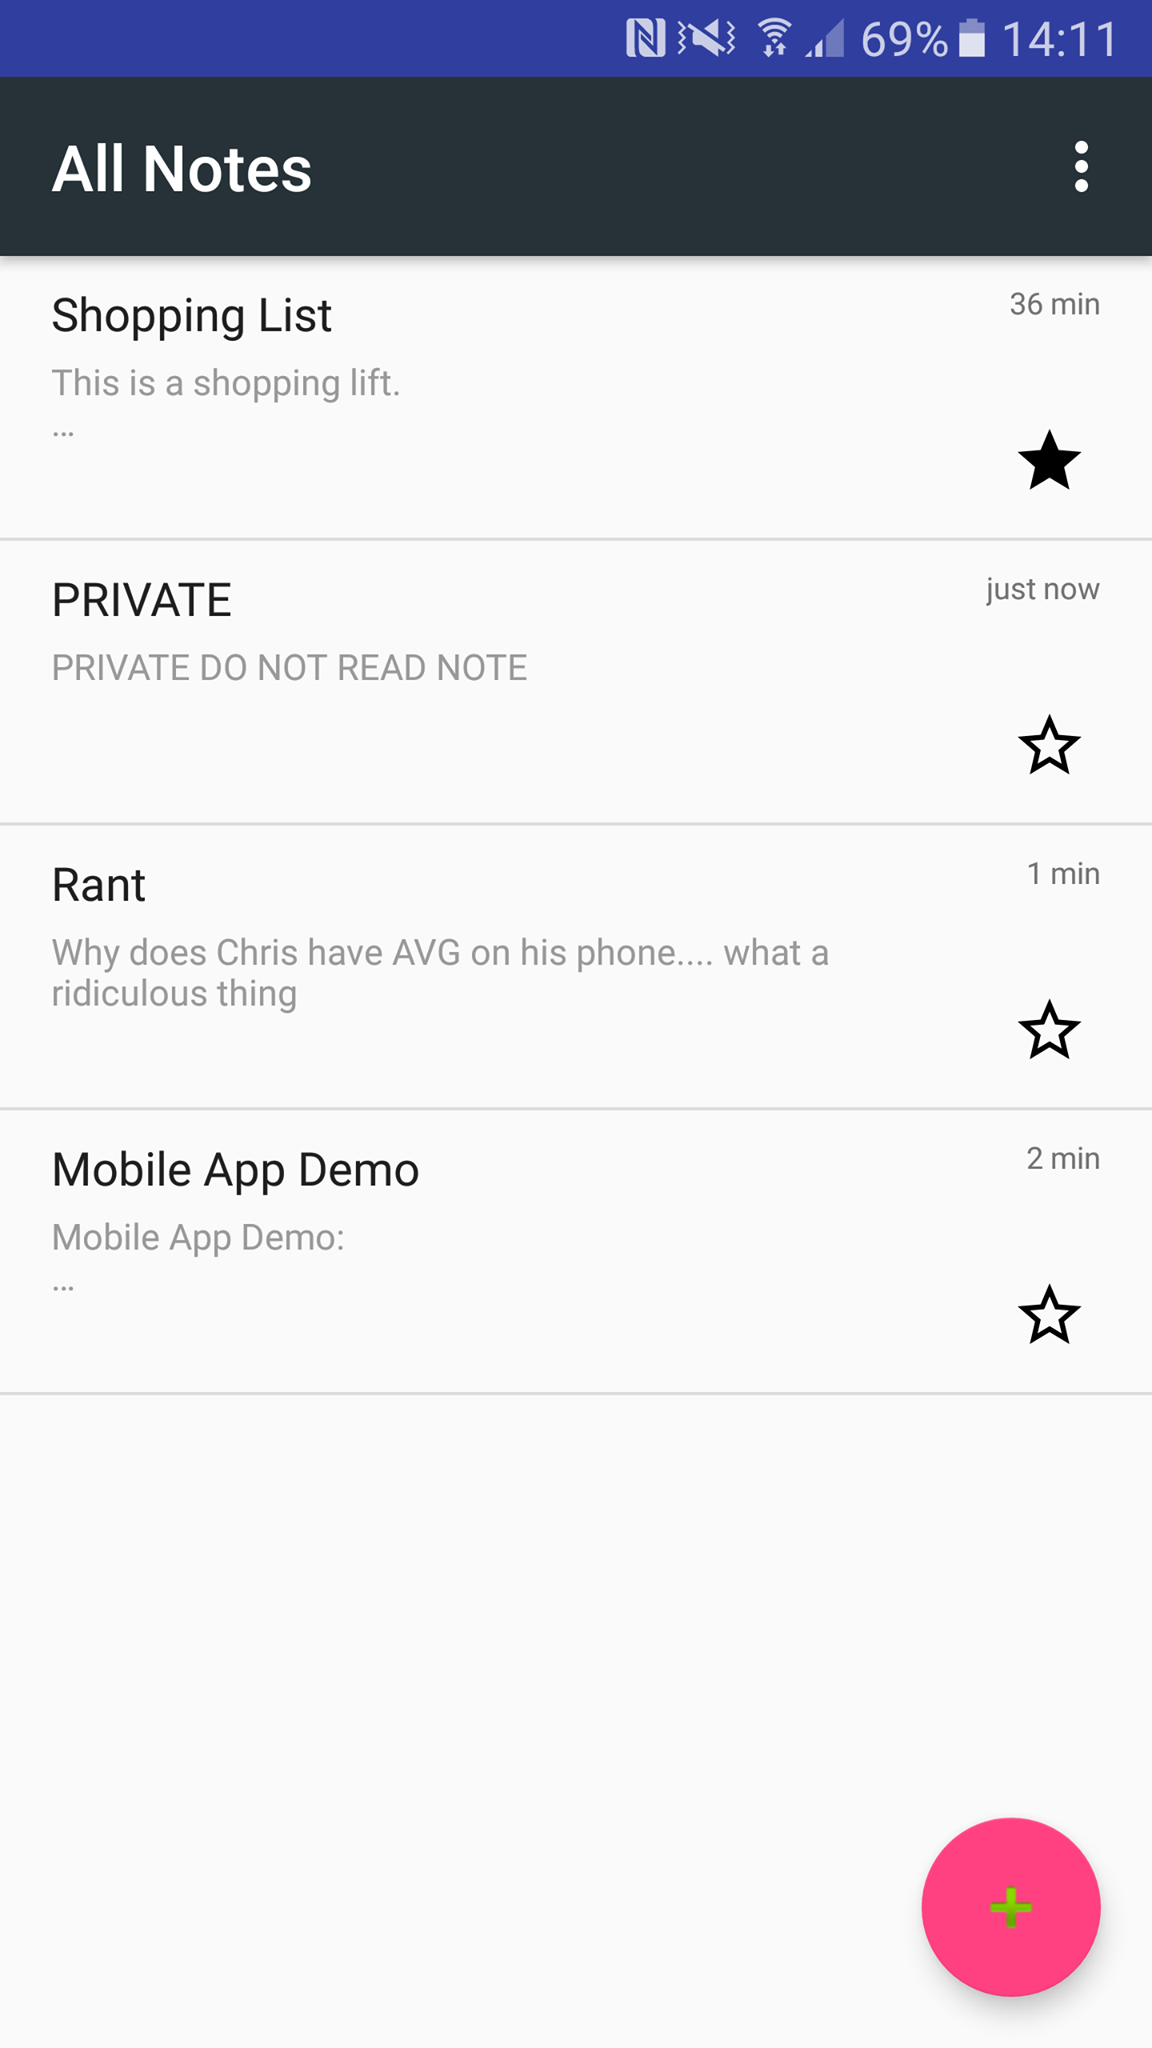 69% 14:11
All Notes
Shopping List 36 min
This is a shopping lift.
...
PRIVATE just now
PRIVATE DO NOT READ NOTE
Rant 1 min
Why does Chris have AVG on his phone.... what a
ridiculous thing
Mobile App Demo 2 min
Mobile App Demo:
...